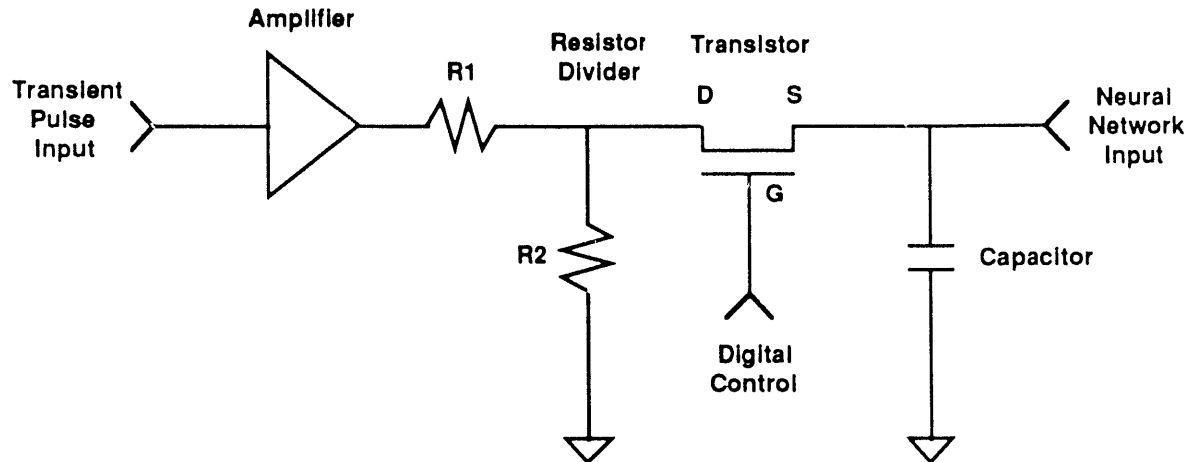 Amplifier
Transient
Pulse
Input
R1
Resistor
Divider
Transistor
D
S
G
Neural
Network
Input
R2
Capacitor
Digital
Control